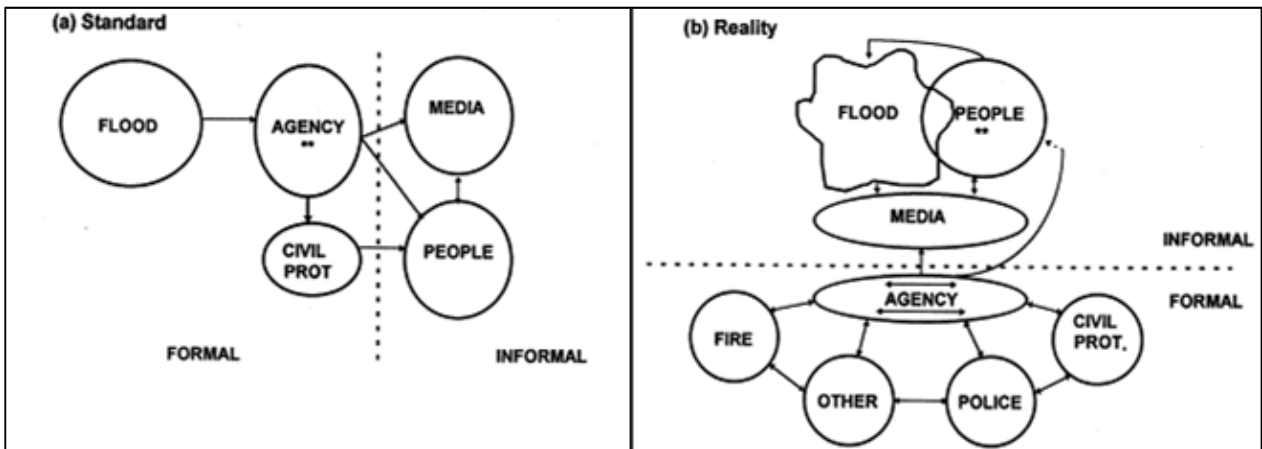 (a) Standard
FLOOD
AGENCY
**
MEDIA
CIVIL
PROT
PEOPLE
FORMAL
INFORMAL
(b) Reality
FLOOD
PEOPLE
**
MEDIA
INFORMAL
AGENCY
FORMAL
FIRE
CIVIL
PROT.
OTHER
POLICE